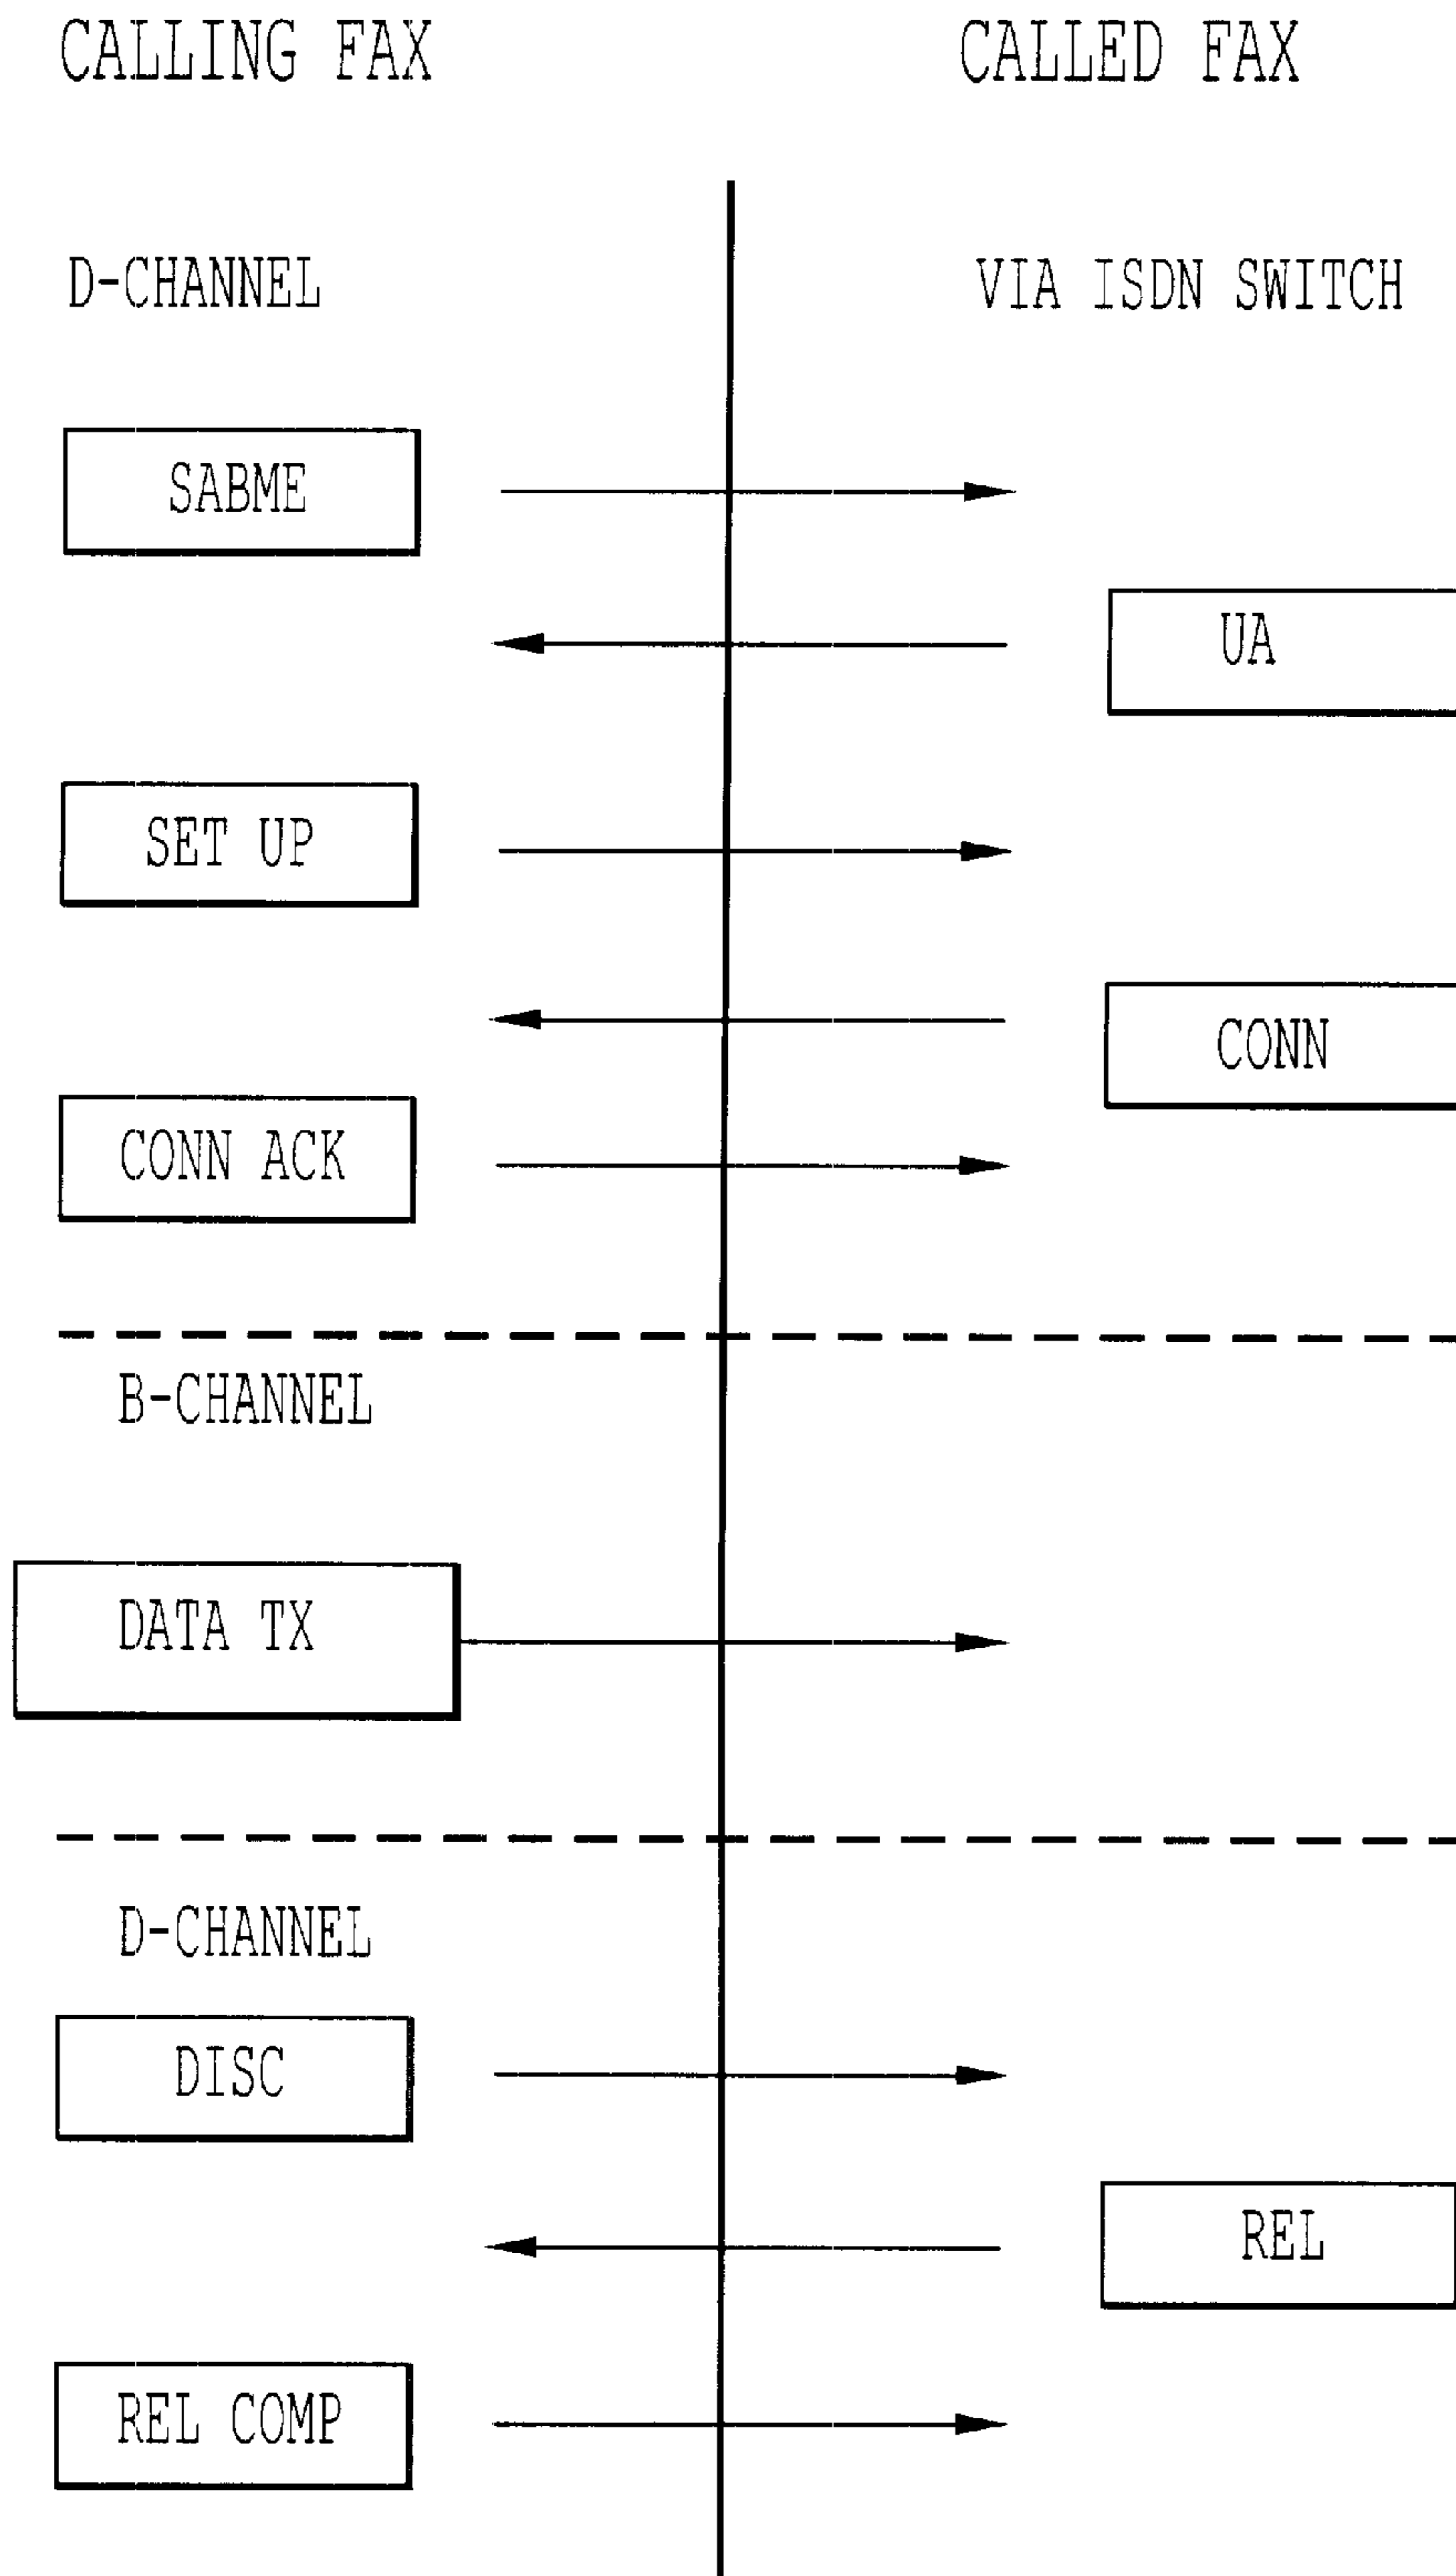 CALLING FAX CALLED FAX
D-CHANNEL VIA ISDN SWITCH
SABME
UA
SET UP
CONN
CONN ACK
B-CHANNEL
DATA TX
D-CHANNEL
DISC
REL
REL COMP